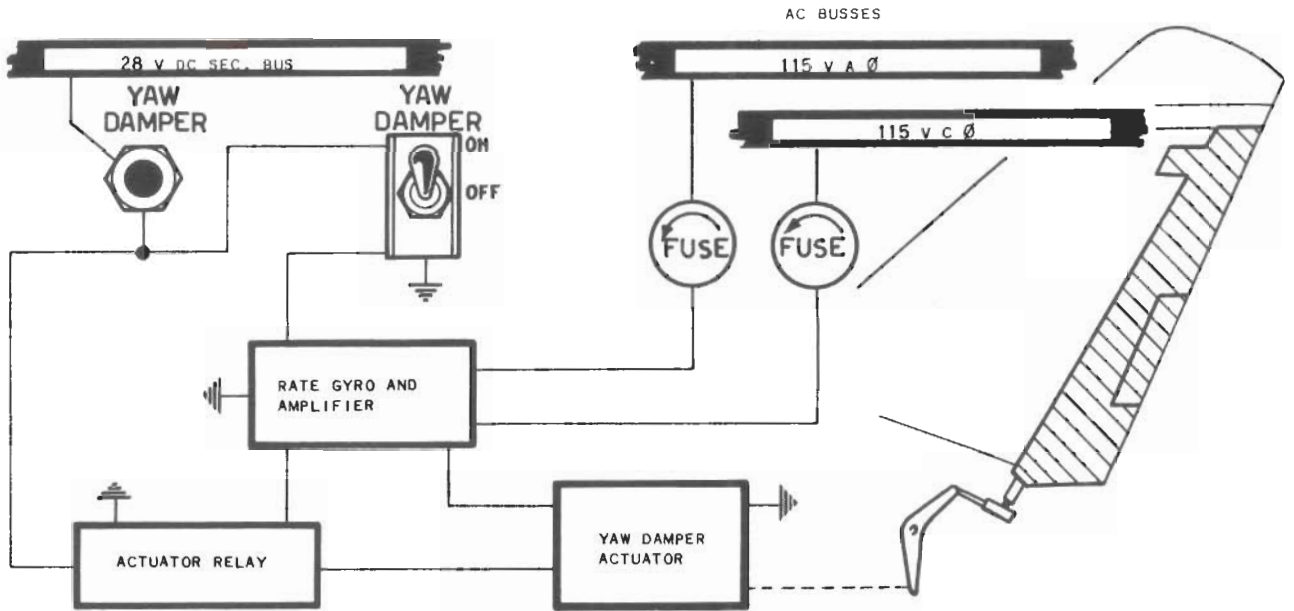 AC BUSSES
28 V DC SEC. BUS
115 V A Ø
115 V C Ø
YAW
DAMPER
YAW
DAMPER
ON
OFF
FUSE
FUSE
RATE GYRO AND
AMPLIFIER
ACTUATOR RELAY
YAW DAMPER
ACTUATOR